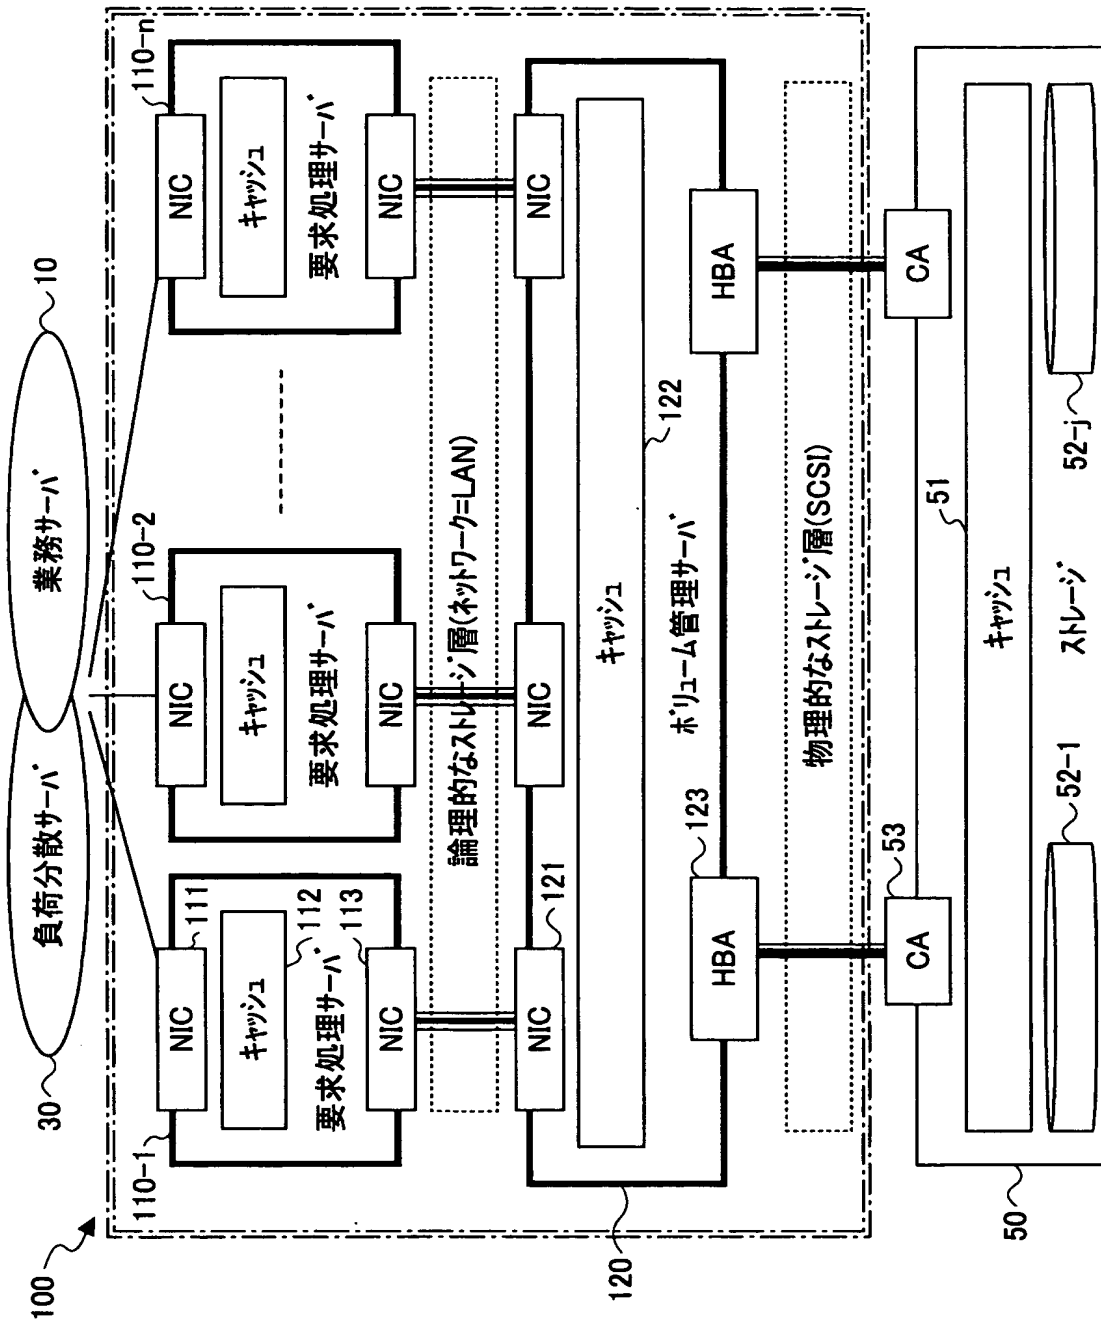 100
30
負荷分散サーバ
業務サーバ
10
110-1
110-2
110-n
NIC
111
NIC
NIC
キャッシュ
112
キャッシュ
キャッシュ
要求処理サーバ
113
要求処理サーバ
要求処理サーバ
NIC
NIC
NIC
論理的なストレージ層(ネットワーク=LAN)
NIC
121
NIC
NIC
キャッシュ
122
120
ボリューム管理サーバ
123
HBA
HBA
物理的なストレージ層(SCSI)
53
CA
CA
51
キャッシュ
50
52-1
ストレージ
52-j